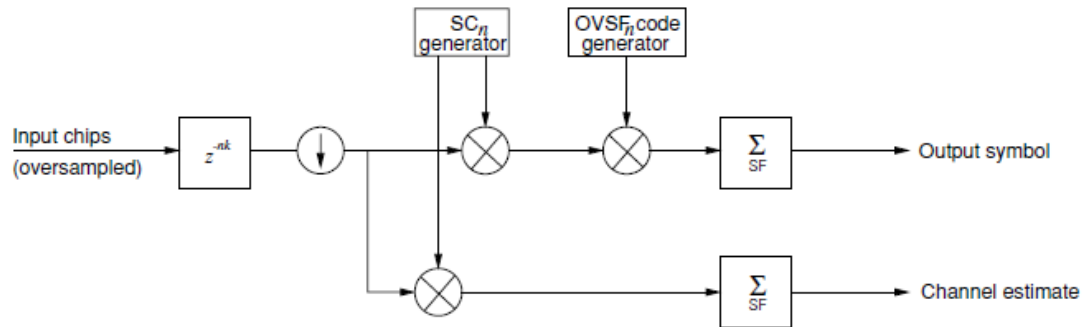 SCn
generator
OVSFn code
generator
Input chips
(oversampled)
z-nk
Σ
SF
Output symbol
Σ
SF
Channel estimate